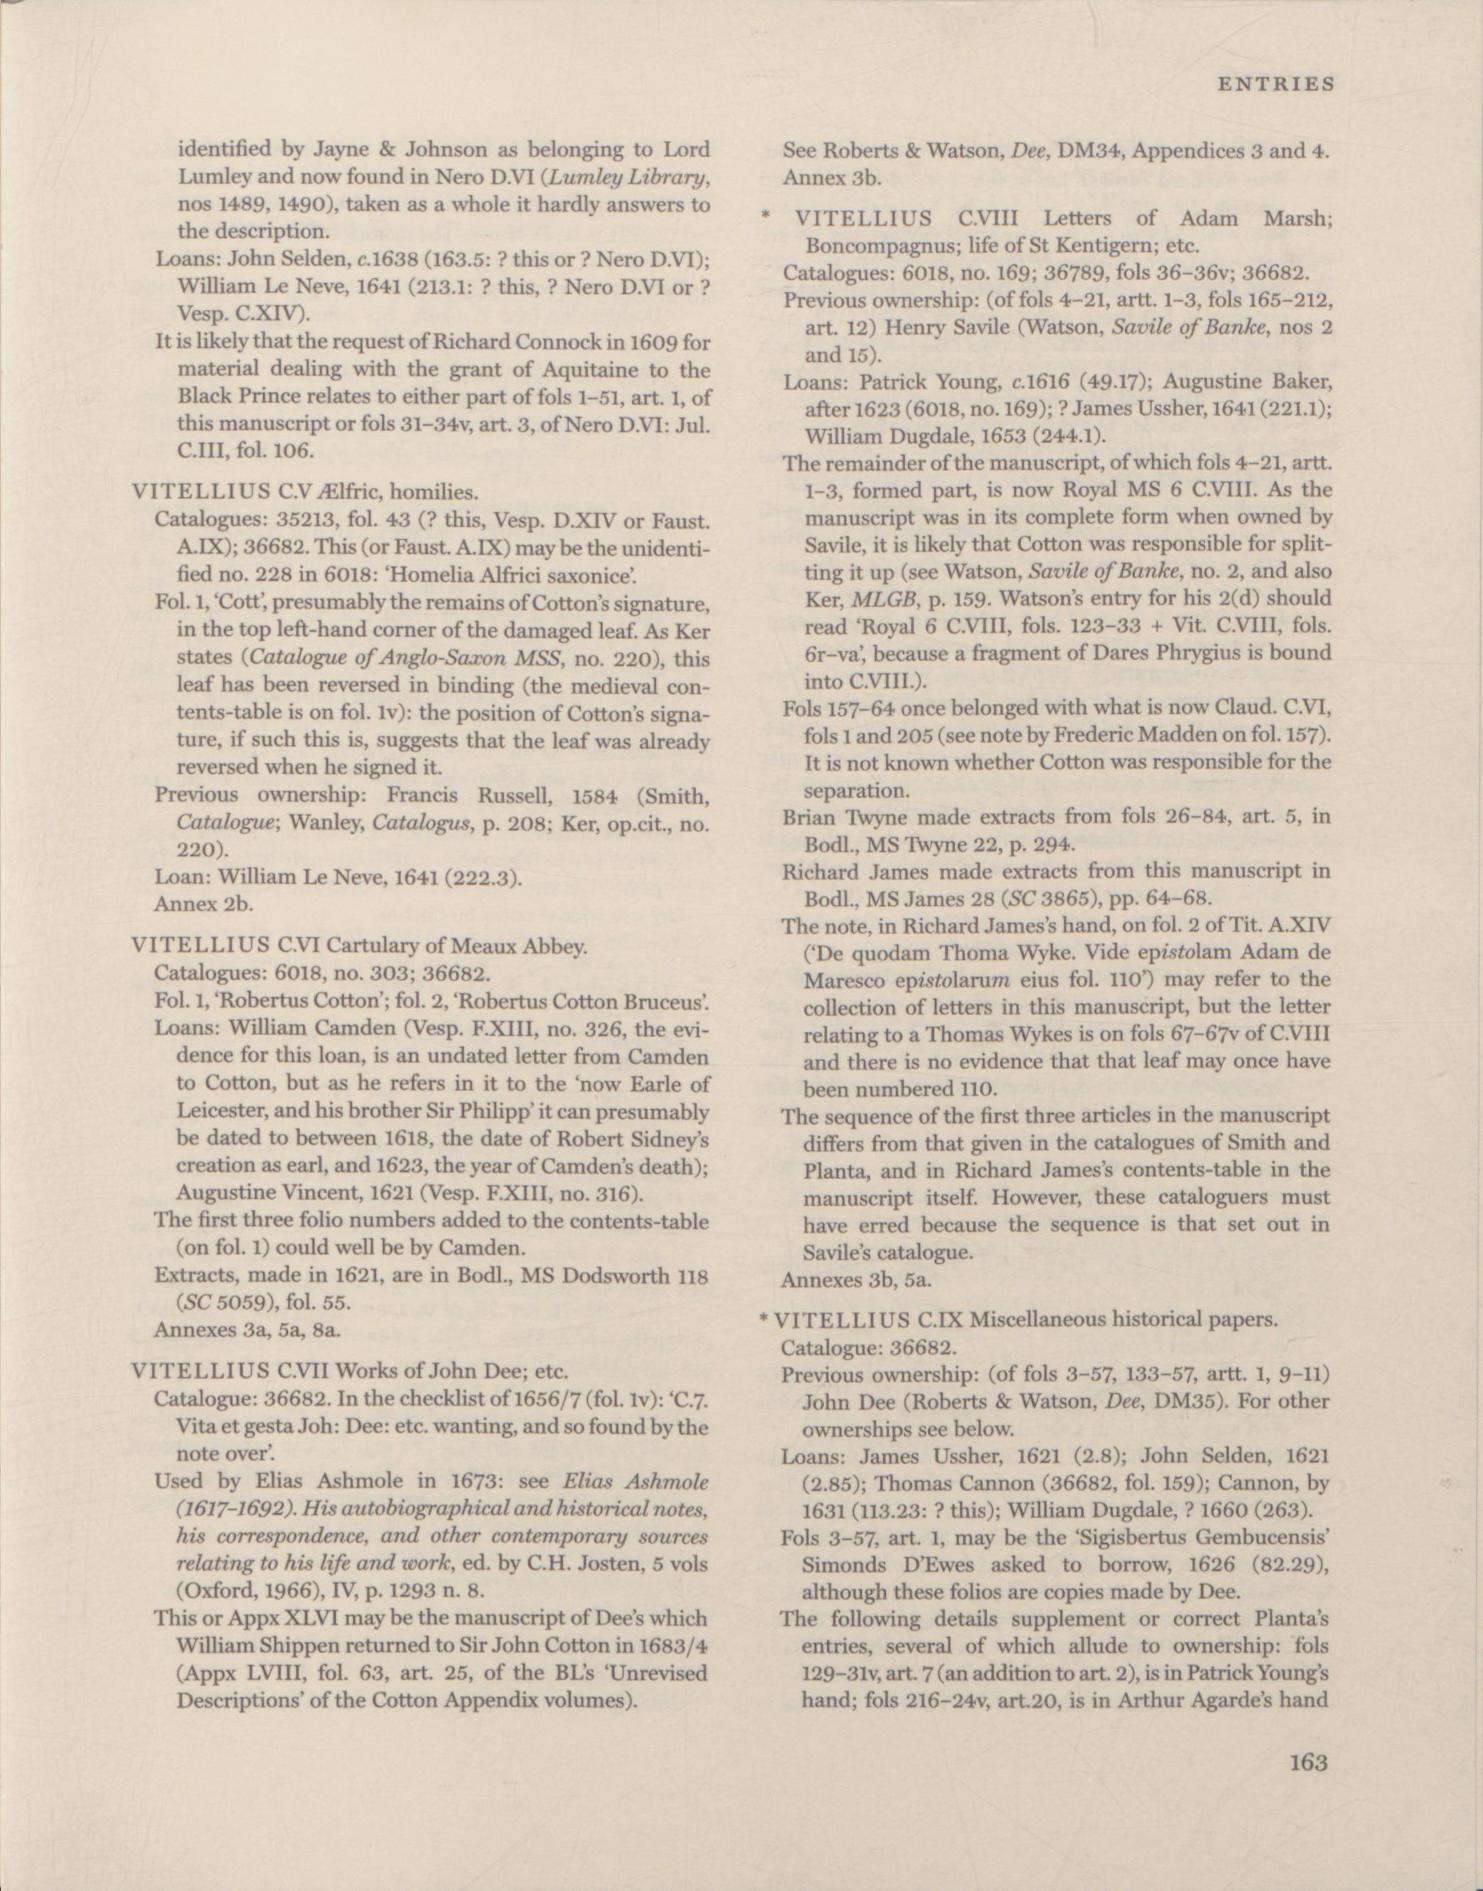 ENTRIES
identified by Jayne & Johnson as belonging to Lord
Lumley and now found in Nero D.VI (Lumley Library,
nos 1489, 1490), taken as a whole it hardly answers to
the description.
Loans: John Selden, c.1638 (163.5: ? this or ? Nero D.VI);
William Le Neve, 1641 (213.1: ? this, ? Nero D.VI or ?
Vesp. C.XIV).
It is likely that the request of Richard Connock in 1609 for
material dealing with the grant of Aquitaine to the
Black Prince relates to either part of fols 1–51, art. 1, of
this manuscript or fols 31–34v, art. 3, of Nero D.VI: Jul.
C.III, fol. 106.
VITELLIUS C.V Ælfric, homilies.
Catalogues: 35213, fol. 43 (? this, Vesp. D.XIV or Faust.
A.IX); 36682. This (or Faust. A.IX) may be the unidenti-
fied no. 228 in 6018: ‘Homelia Alfrici saxonice’.
Fol. 1, ‘Cott’, presumably the remains of Cotton’s signature,
in the top left-hand corner of the damaged leaf. As Ker
states (Catalogue of Anglo-Saxon MSS, no. 220), this
leaf has been reversed in binding (the medieval con-
tents-table is on fol. 1v): the position of Cotton’s signa-
ture, if such this is, suggests that the leaf was already
reversed when he signed it.
Previous ownership: Francis Russell, 1584 (Smith,
Catalogue; Wanley, Catalogus, p. 208; Ker, op.cit., no.
220).
Loan: William Le Neve, 1641 (222.3).
Annex 2b.
VITELLIUS C.VI Cartulary of Meaux Abbey.
Catalogues: 6018, no. 303; 36682.
Fol. 1, ‘Robertus Cotton’; fol. 2, ‘Robertus Cotton Bruceus’.
Loans: William Camden (Vesp. F.XIII, no. 326, the evi-
dence for this loan, is an undated letter from Camden
to Cotton, but as he refers in it to the ‘now Earle of
Leicester, and his brother Sir Philipp’ it can presumably
be dated to between 1618, the date of Robert Sidney’s
creation as earl, and 1623, the year of Camden’s death);
Augustine Vincent, 1621 (Vesp. F.XIII, no. 316).
The first three folio numbers added to the contents-table
(on fol. 1) could well be by Camden.
Extracts, made in 1621, are in Bodl., MS Dodsworth 118
(SC 5059), fol. 55.
Annexes 3a, 5a, 8a.
VITELLIUS C.VII Works of John Dee; etc.
Catalogue: 36682. In the checklist of 1656/7 (fol. 1v): ‘C.7.
Vita et gesta Joh: Dee: etc. wanting, and so found by the
note over’.
Used by Elias Ashmole in 1673: see Elias Ashmole
(1617–1692). His autobiographical and historical notes,
his correspondence, and other contemporary sources
relating to his life and work, ed. by C.H. Josten, 5 vols
(Oxford, 1966), IV, p. 1293 n. 8.
This or Appx XLVI may be the manuscript of Dee’s which
William Shippen returned to Sir John Cotton in 1683/4
(Appx LVIII, fol. 63, art. 25, of the BL’s ‘Unrevised
Descriptions’ of the Cotton Appendix volumes).
See Roberts & Watson, Dee, DM34, Appendices 3 and 4.
Annex 3b.
* VITELLIUS C.VIII Letters of Adam Marsh;
Boncompagnus; life of St Kentigern; etc.
Catalogues: 6018, no. 169; 36789, fols 36–36v; 36682.
Previous ownership: (of fols 4–21, artt. 1–3, fols 165–212,
art. 12) Henry Savile (Watson, Savile of Banke, nos 2
and 15).
Loans: Patrick Young, c.1616 (49.17); Augustine Baker,
after 1623 (6018, no. 169); ? James Ussher, 1641 (221.1);
William Dugdale, 1653 (244.1).
The remainder of the manuscript, of which fols 4–21, artt.
1–3, formed part, is now Royal MS 6 C.VIII. As the
manuscript was in its complete form when owned by
Savile, it is likely that Cotton was responsible for split-
ting it up (see Watson, Savile of Banke, no. 2, and also
Ker, MLGB, p. 159. Watson’s entry for his 2(d) should
read ‘Royal 6 C.VIII, fols. 123–33 + Vit. C.VIII, fols.
6r–va’, because a fragment of Dares Phrygius is bound
into C.VIII.).
Fols 157–64 once belonged with what is now Claud. C.VI,
fols 1 and 205 (see note by Frederic Madden on fol. 157).
It is not known whether Cotton was responsible for the
separation.
Brian Twyne made extracts from fols 26–84, art. 5, in
Bodl., MS Twyne 22, p. 294.
Richard James made extracts from this manuscript in
Bodl., MS James 28 (SC 3865), pp. 64–68.
The note, in Richard James’s hand, on fol. 2 of Tit. A.XIV
(‘De quodam Thoma Wyke. Vide epistolam Adam de
Maresco epistolarum eius fol. 110’) may refer to the
collection of letters in this manuscript, but the letter
relating to a Thomas Wykes is on fols 67–67v of C.VIII
and there is no evidence that that leaf may once have
been numbered 110.
The sequence of the first three articles in the manuscript
differs from that given in the catalogues of Smith and
Planta, and in Richard James’s contents-table in the
manuscript itself. However, these cataloguers must
have erred because the sequence is that set out in
Savile’s catalogue.
Annexes 3b, 5a.
* VITELLIUS C.IX Miscellaneous historical papers.
Catalogue: 36682.
Previous ownership: (of fols 3–57, 133–57, artt. 1, 9–11)
John Dee (Roberts & Watson, Dee, DM35). For other
ownerships see below.
Loans: James Ussher, 1621 (2.8); John Selden, 1621
(2.85); Thomas Cannon (36682, fol. 159); Cannon, by
1631 (113.23: ? this); William Dugdale, ? 1660 (263).
Fols 3–57, art. 1, may be the ‘Sigisbertus Gembucensis’
Simonds D’Ewes asked to borrow, 1626 (82.29),
although these folios are copies made by Dee.
The following details supplement or correct Planta’s
entries, several of which allude to ownership: fols
129–31v, art. 7 (an addition to art. 2), is in Patrick Young’s
hand; fols 216–24v, art.20, is in Arthur Agarde’s hand
163